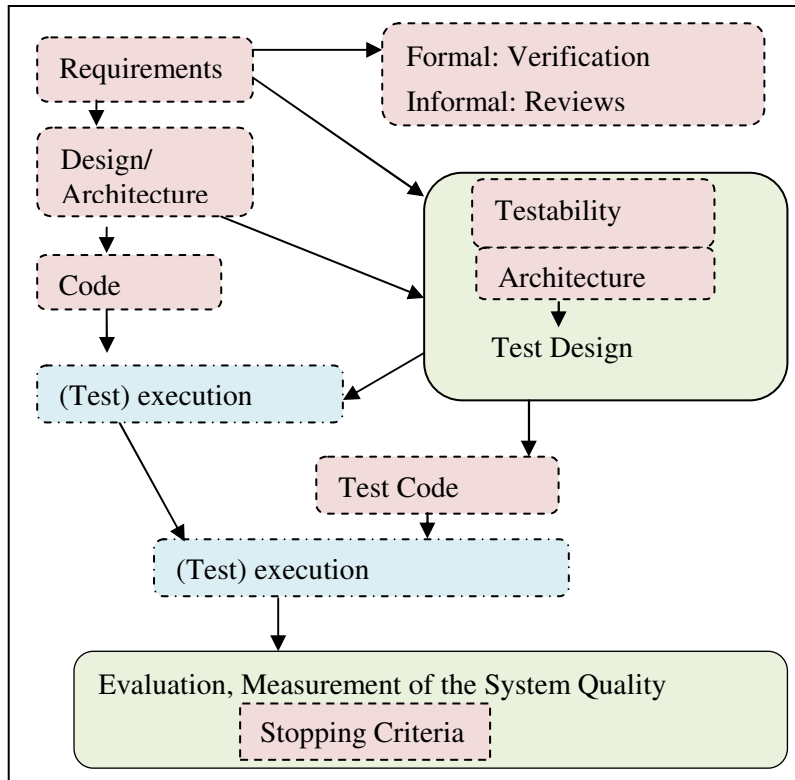 Requirements
Formal: Verification
Informal: Reviews
Design/
Architecture
Testability
Architecture
Test Design
Code
(Test) execution
Test Code
(Test) execution
Evaluation, Measurement of the System Quality
Stopping Criteria